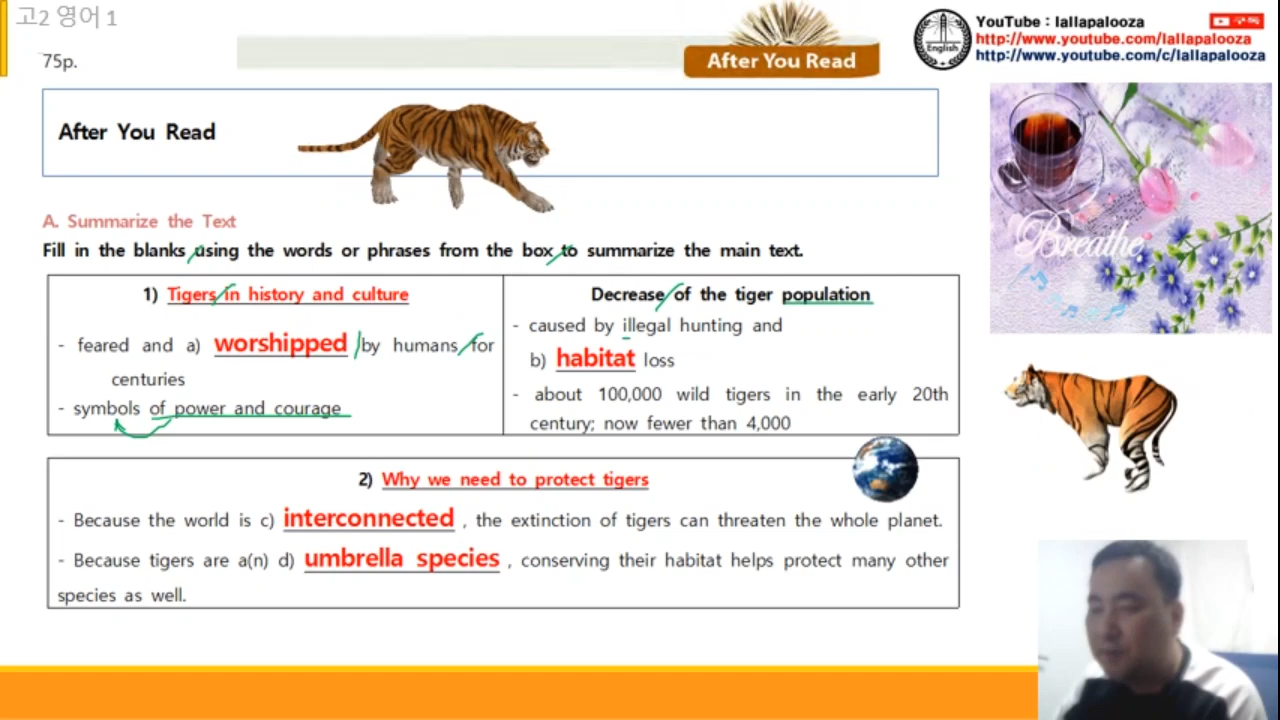 고2 영어 1
75p.
After You Read
English
YouTube : lallapalooza
구독
http://www.youtube.com/lallapalooza
http://www.youtube.com/c/lallapalooza
After You Read
Breathe
A. Summarize the Text
Fill in the blanks using the words or phrases from the box to summarize the main text.
1) Tigers in history and culture
- feared and a) worshipped by humans for
centuries
- symbols of power and courage
Decrease of the tiger population
- caused by illegal hunting and
b) habitat loss
- about 100,000 wild tigers in the early 20th
century; now fewer than 4,000
2) Why we need to protect tigers
- Because the world is c) interconnected , the extinction of tigers can threaten the whole planet.
- Because tigers are a(n) d) umbrella species , conserving their habitat helps protect many other
species as well.